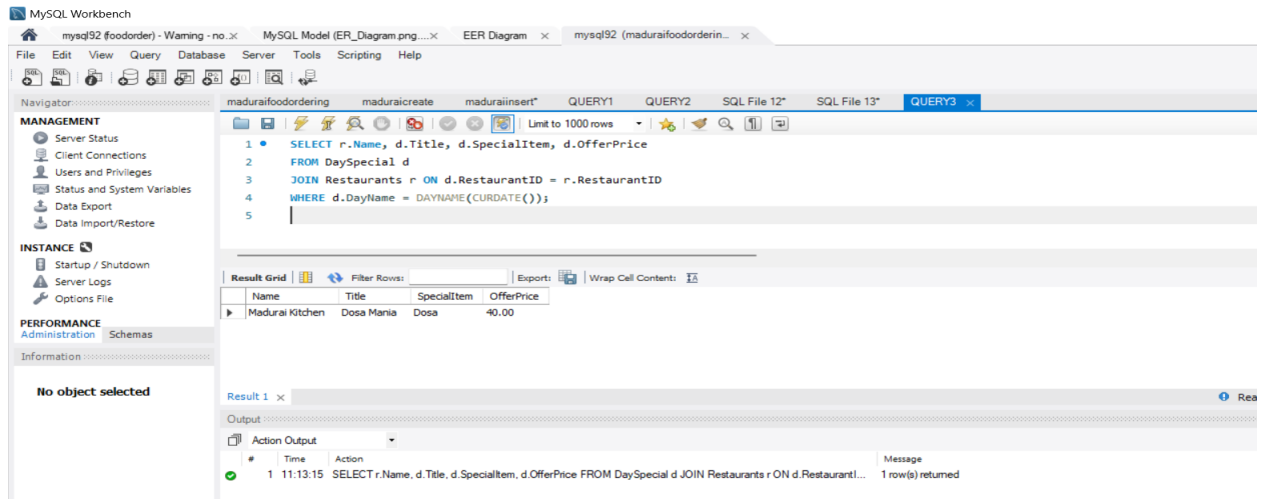 MySQL Workbench
mysql92 (foodorder) - Warning - no... MySQL Model (ER_Diagram.png.... EER Diagram mysql92 (maduraifoodorderin...
File Edit View Query Database Server Tools Scripting Help
Navigator maduraifoodordering maduraicreate maduraiinsert* QUERY1 QUERY2 SQL File 12* SQL File 13* QUERY3
MANAGEMENT
Server Status
Client Connections
Users and Privileges
Status and System Variables
Data Export
Data Import/Restore
INSTANCE
Startup / Shutdown
Server Logs
Options File
PERFORMANCE
Administration Schemas
Information
No object selected
Limit to 1000 rows
1 SELECT r.Name, d.Title, d.SpecialItem, d.OfferPrice
2 FROM DaySpecial d
3 JOIN Restaurants r ON d.RestaurantID = r.RestaurantID
4 WHERE d.DayName = DAYNAME(CURDATE());
5
Result Grid Filter Rows: Export: Wrap Cell Content:
Name Title SpecialItem OfferPrice
Madurai Kitchen Dosa Mania Dosa 40.00
Result 1 Rea
Output
Action Output
# Time Action Message
1 11:13:15 SELECT r.Name, d.Title, d.SpecialItem, d.OfferPrice FROM DaySpecial d JOIN Restaurants r ON d.RestaurantI... 1 row(s) returned